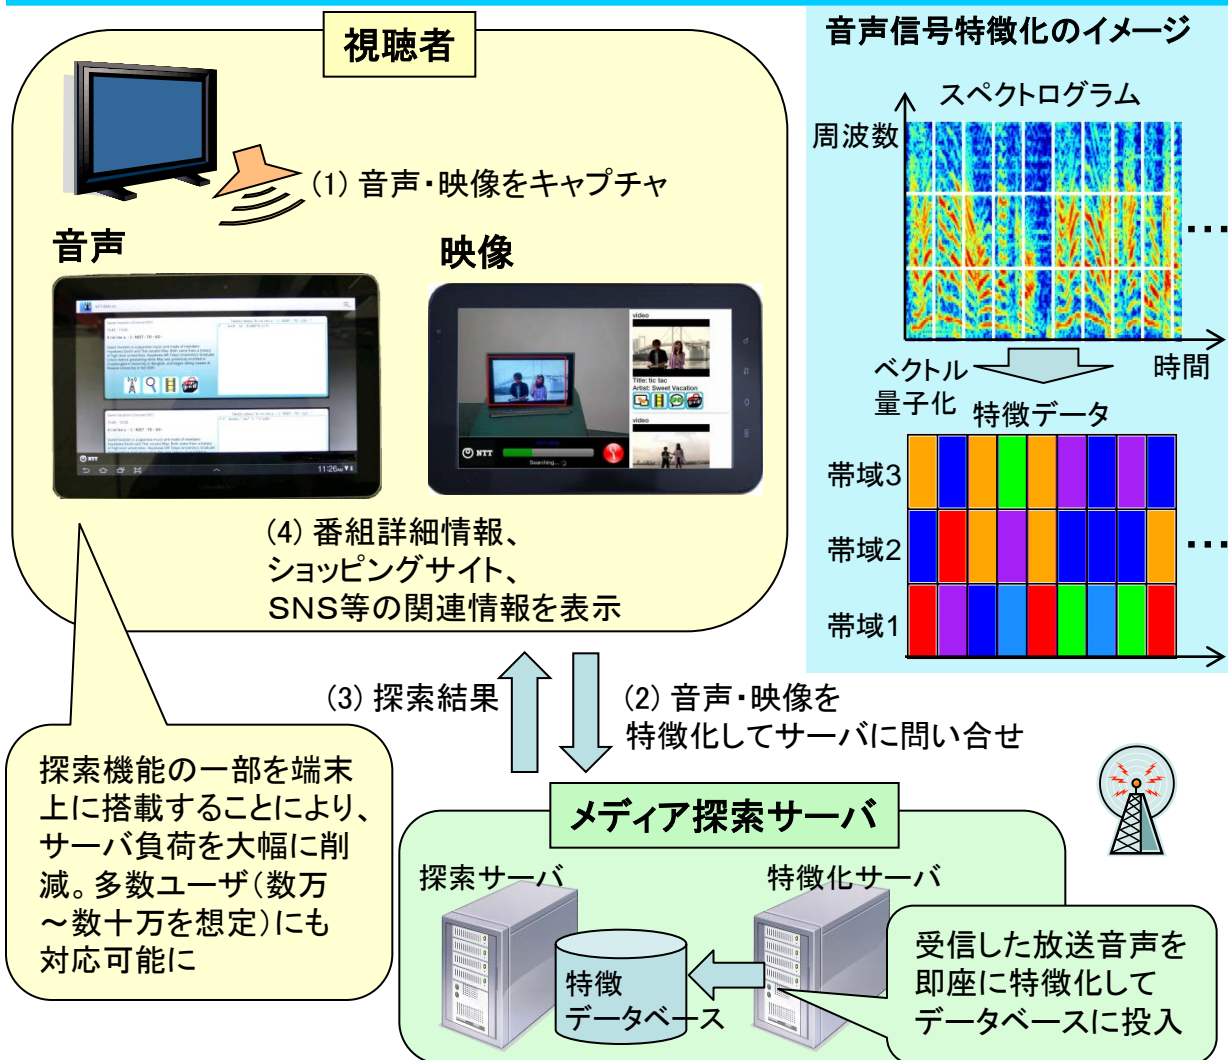 視聴者
(1) 音声・映像をキャプチャ
音声
映像
video
Title: tic tac
Artist: Sweet Vacation
video
NTT
Searching...
NTT
11:26
(4) 番組詳細情報、
ショッピングサイト、
SNS等の関連情報を表示
(3) 探索結果
(2) 音声・映像を
特徴化してサーバに問い合せ
探索機能の一部を端末
上に搭載することにより、
サーバ負荷を大幅に削
減。多数ユーザ(数万
～数十万を想定)にも
対応可能に
メディア探索サーバ
探索サーバ
特徴化サーバ
特徴
データベース
受信した放送音声を
即座に特徴化して
データベースに投入
音声信号特徴化のイメージ
スペクトログラム
周波数
…
時間
ベクトル
量子化
特徴データ
帯域3
帯域2
…
帯域1